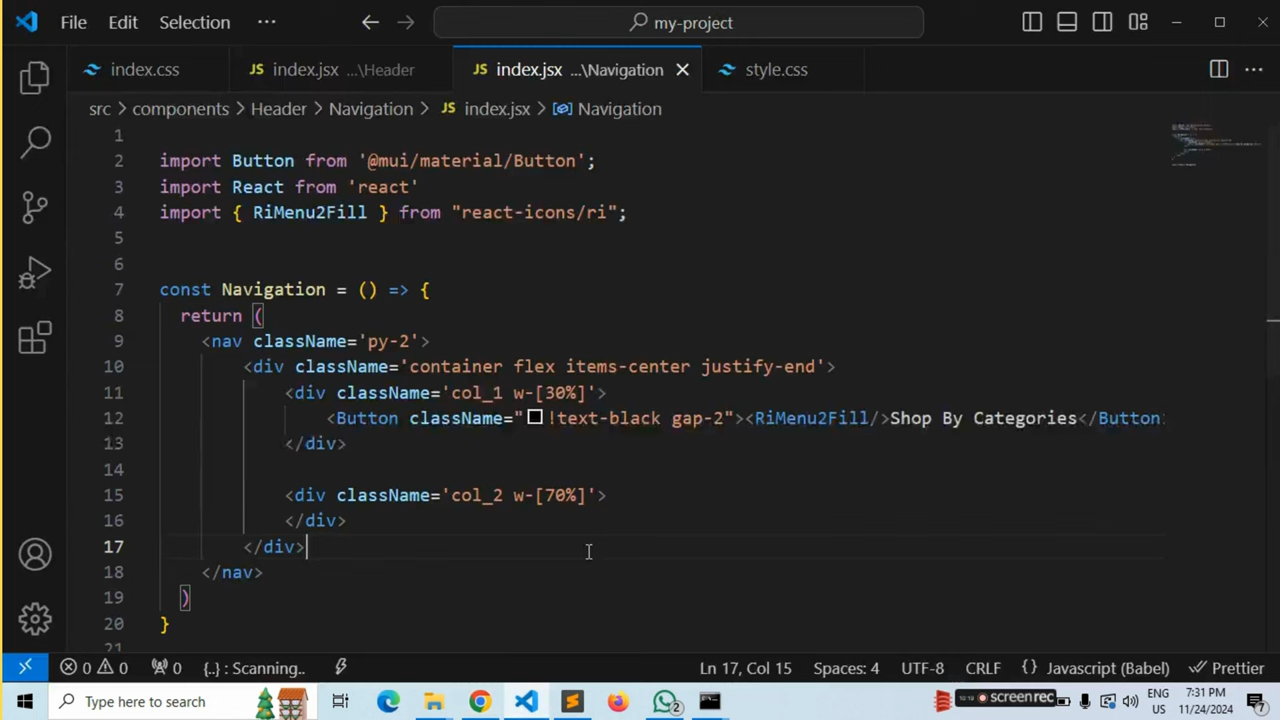 File Edit Selection ··· my-project
index.css JS index.jsx ...\Header JS index.jsx ...\Navigation style.css ···
src > components > Header > Navigation > JS index.jsx > Navigation
1
2 import Button from '@mui/material/Button';
3 import React from 'react'
4 import { RiMenu2Fill } from "react-icons/ri";
5
6
7 const Navigation = () => {
8 return (
9 <nav className='py-2'>
10 <div className='container flex items-center justify-end'>
11 <div className='col_1 w-[30%]'>
12 <Button className="!text-black gap-2"><RiMenu2Fill/>Shop By Categories</Button>
13 </div>
14
15 <div className='col_2 w-[70%]'>
16 </div>
17 </div>
18 </nav>
19 )
20 }
21
0 0 0 {..} : Scanning.. Ln 17, Col 15 Spaces: 4 UTF-8 CRLF {} Javascript (Babel) Prettier
Type here to search 2 screenrec ENG US 7:31 PM 11/24/2024 7